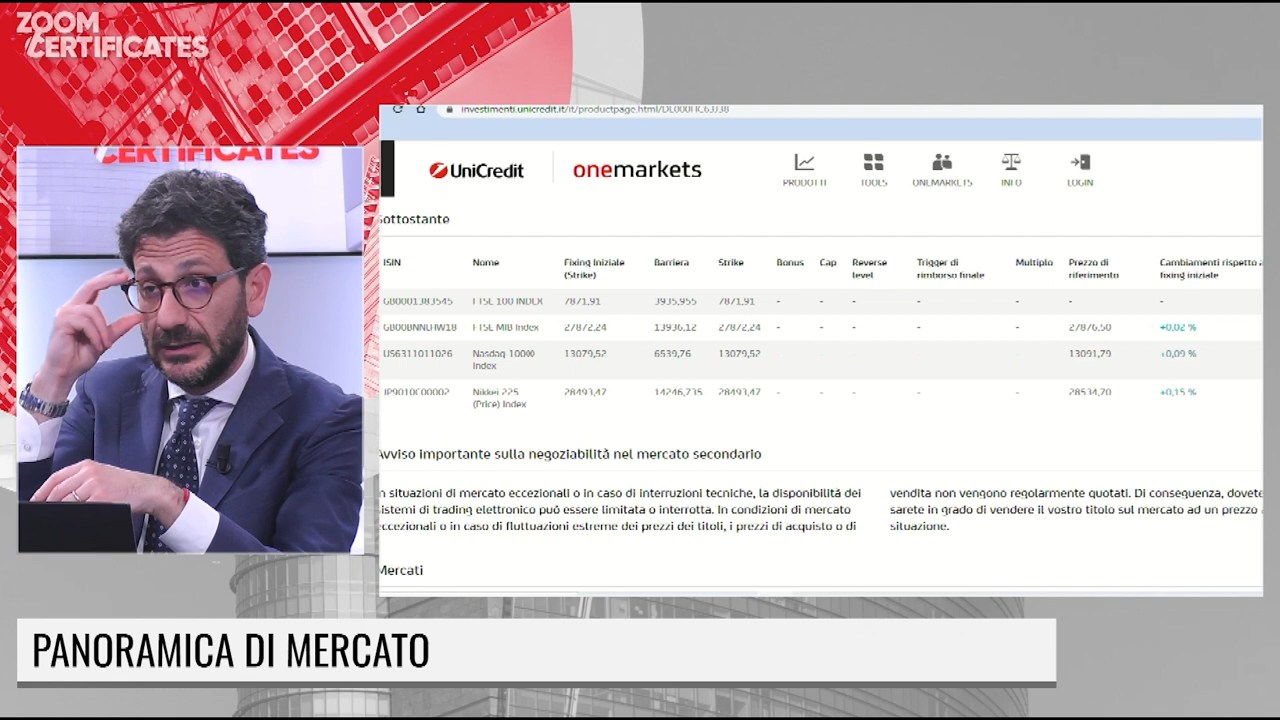 ZOOM
CERTIFICATES
CERTIFICATES
investimenti.unicredit.it/it/productpage.html/
UniCredit
onemarkets
PRODOTTI
TOOLS
ONEMARKETS
INFO
LOGIN
Sottostante
ISIN Nome Fixing Iniziale (Strike) Barriera Strike Bonus Cap Reverse level Trigger di rimborso finale Multiplo Prezzo di riferimento Cambiamenti rispetto a fixing iniziale
GB0001383545 FTSE 100 INDEX 7871,91 3935,955 7871,91 - - - - - - -
GB00BNNLHW18 FTSE MIB Index 27872,24 13936,12 27872,24 - - - - - 27876,50 +0,02 %
US6311011026 Nasdaq 100® Index 13079,52 6539,76 13079,52 13091,79 +0,09 %
JP9010C00002 Nikkei 225 (Price) Index 28493,47 14246,735 28493,47 - - - - - 28534,70 +0,15 %
Avviso importante sulla negoziabilità nel mercato secondario
n situazioni di mercato eccezionali o in caso di interruzioni tecniche, la disponibilità dei
sistemi di trading elettronico può essere limitata o interrotta. In condizioni di mercato
eccezionali o in caso di fluttuazioni estreme dei prezzi dei titoli, i prezzi di acquisto o di
vendita non vengono regolarmente quotati. Di conseguenza, dovete
sarete in grado di vendere il vostro titolo sul mercato ad un prezzo
situazione.
Mercati
PANORAMICA DI MERCATO